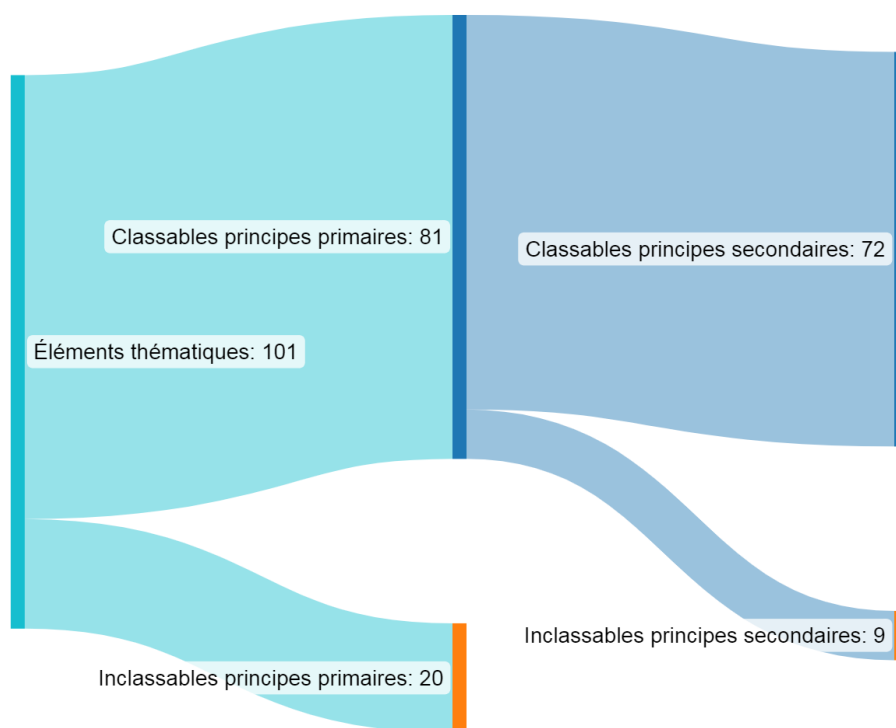 Classables principes primaires: 81
Classables principes secondaires: 72
Éléments thématiques: 101
Inclassables principes secondaires: 9
Inclassables principes primaires: 20